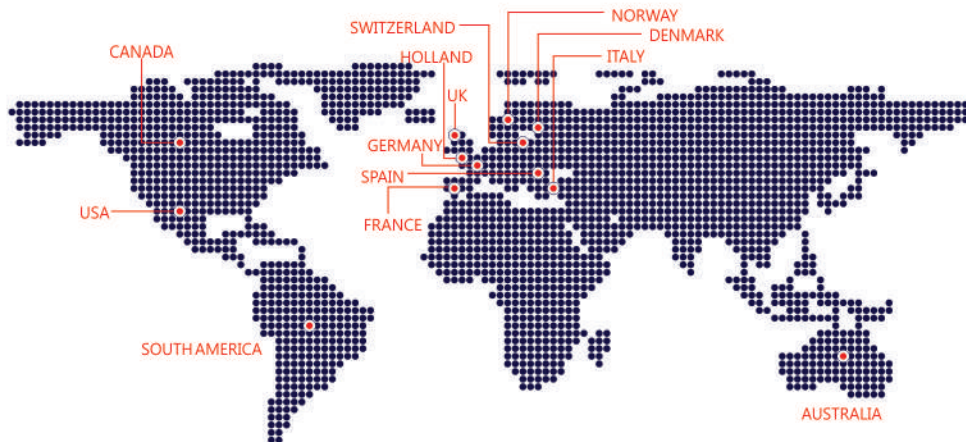 NORWAY
SWITZERLAND
DENMARK
CANADA
HOLLAND
ITALY
UK
GERMANY
SPAIN
USA
FRANCE
SOUTH AMERICA
AUSTRALIA